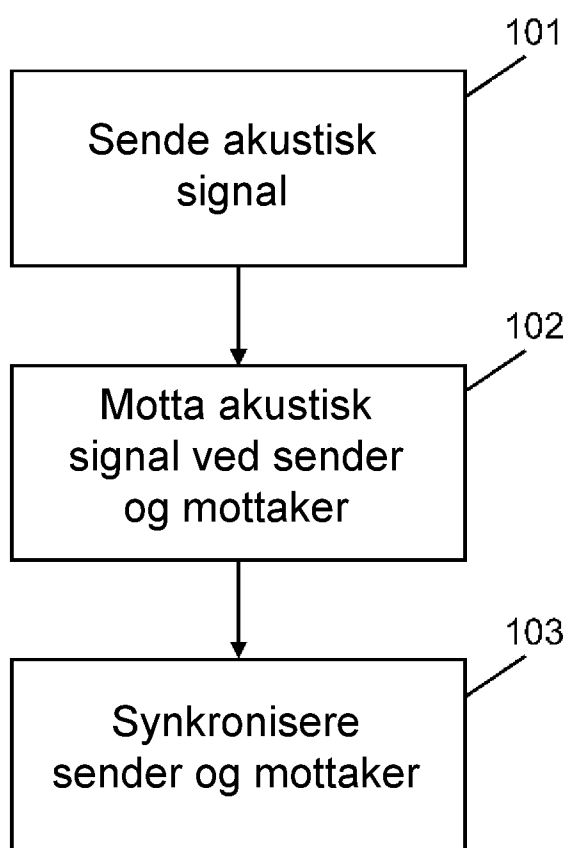 101
Sende akustisk
signal
102
Motta akustisk
signal ved sender
og mottaker
103
Synkronisere
sender og mottaker